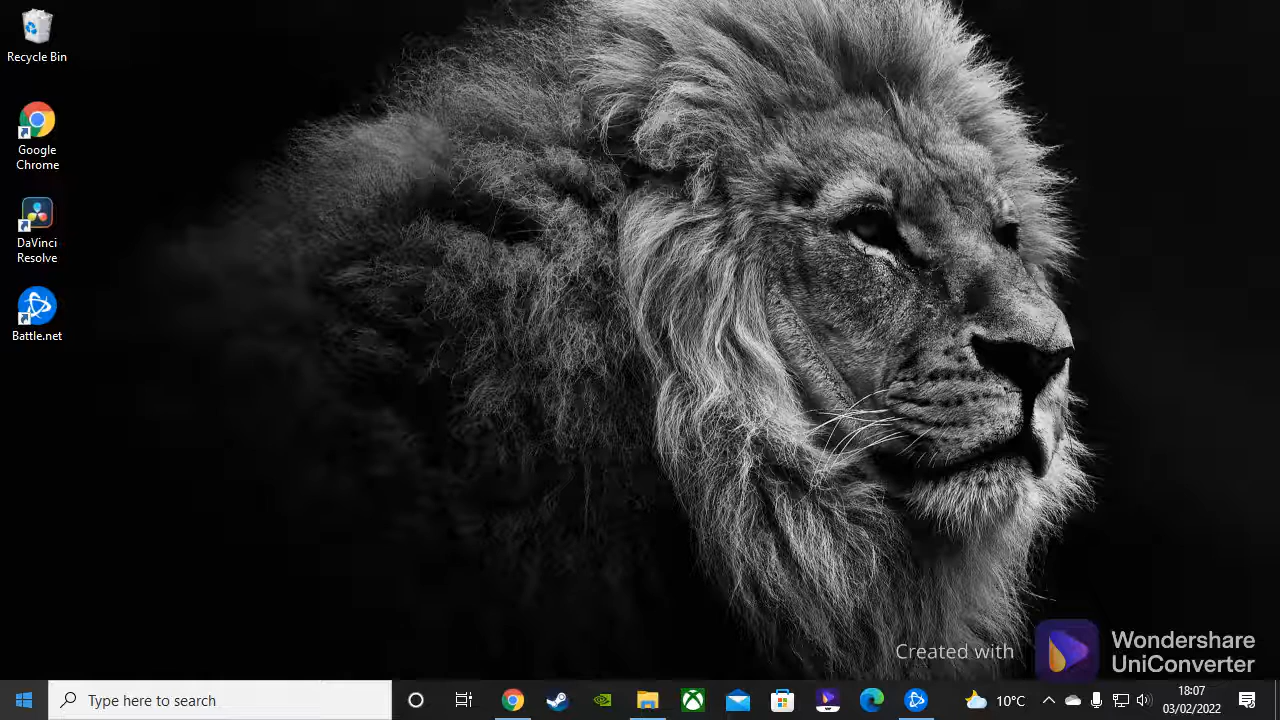 Recycle Bin
Google
Chrome
DaVinci
Resolve
Battle.net
Created with
Wondershare
UniConverter
Type here to search
10°C
18:07
03/02/2022